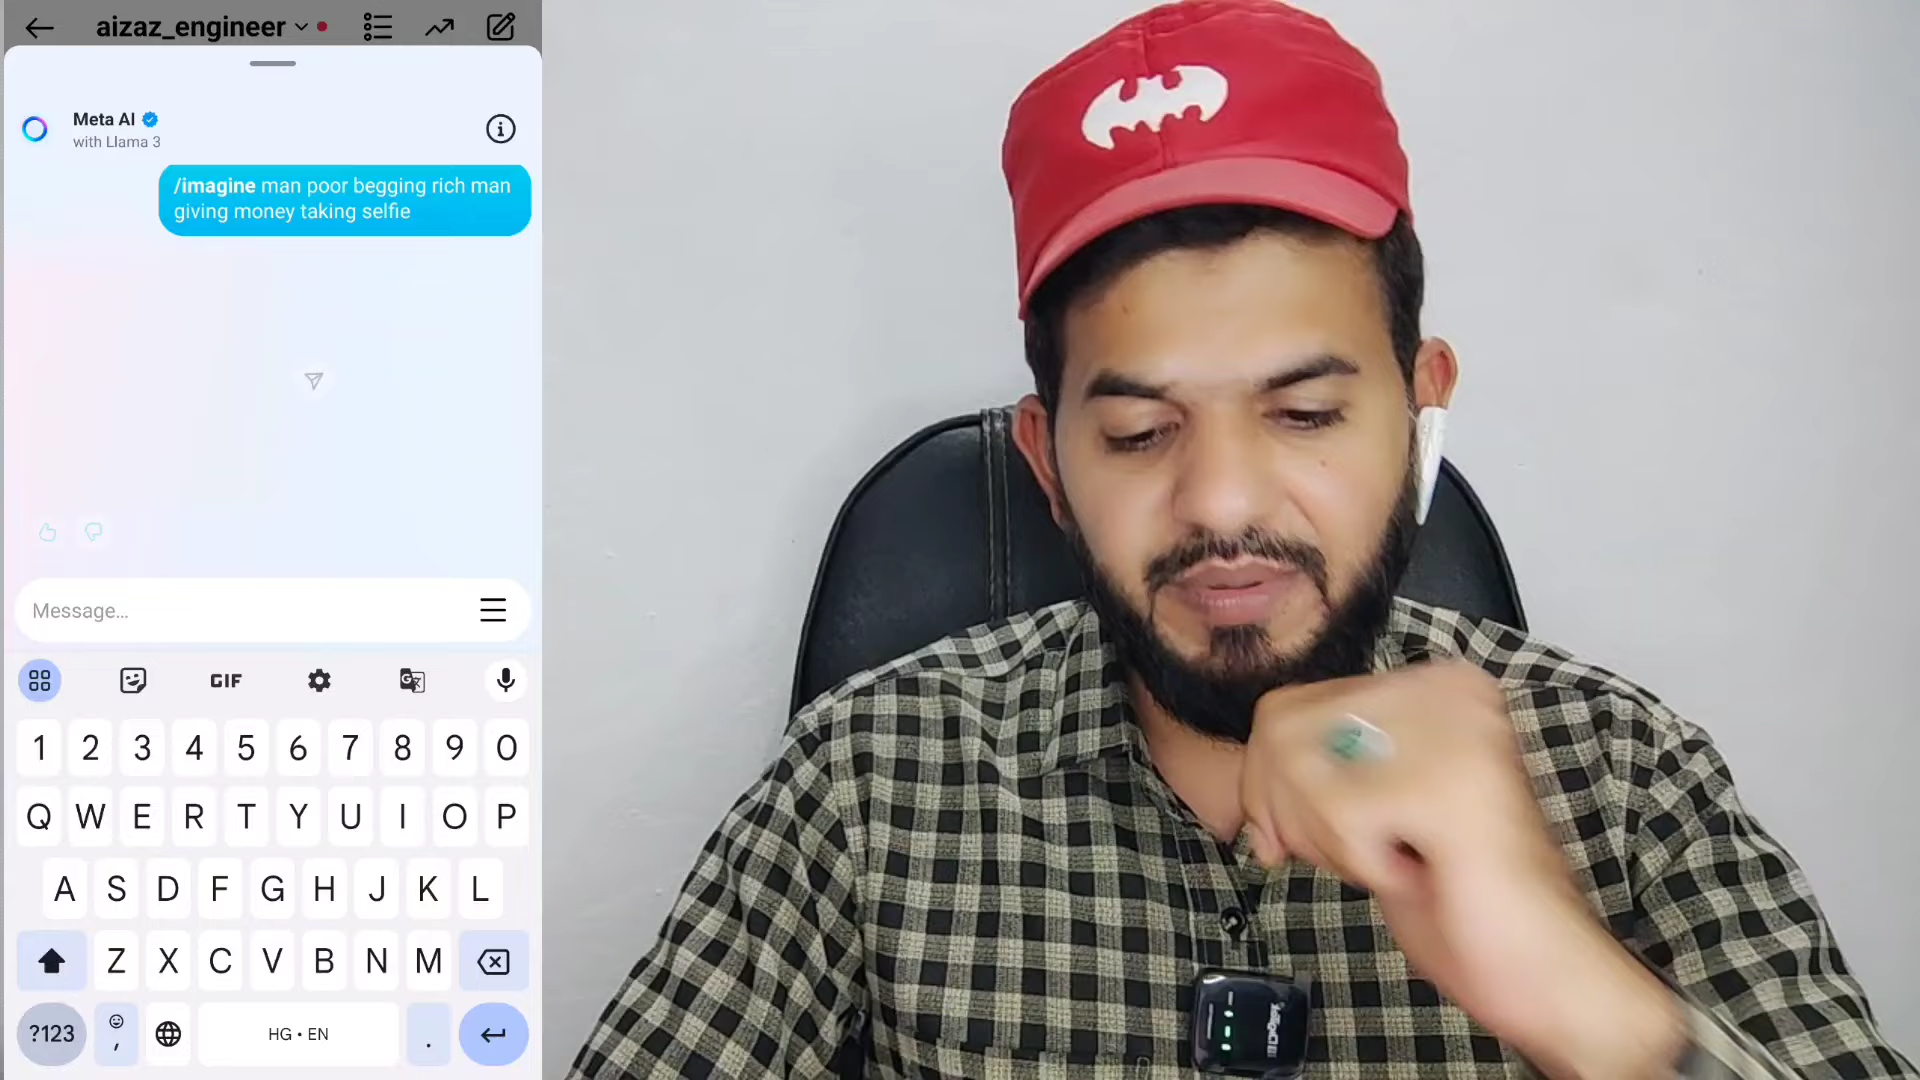 aizaz_engineer
Meta AI
with Llama 3
/imagine man poor begging rich man
giving money taking selfie
Message...
GIF
1 2 3 4 5 6 7 8 9 0
Q W E R T Y U I O P
A S D F G H J K L
Z X C V B N M
?123 , HG • EN .